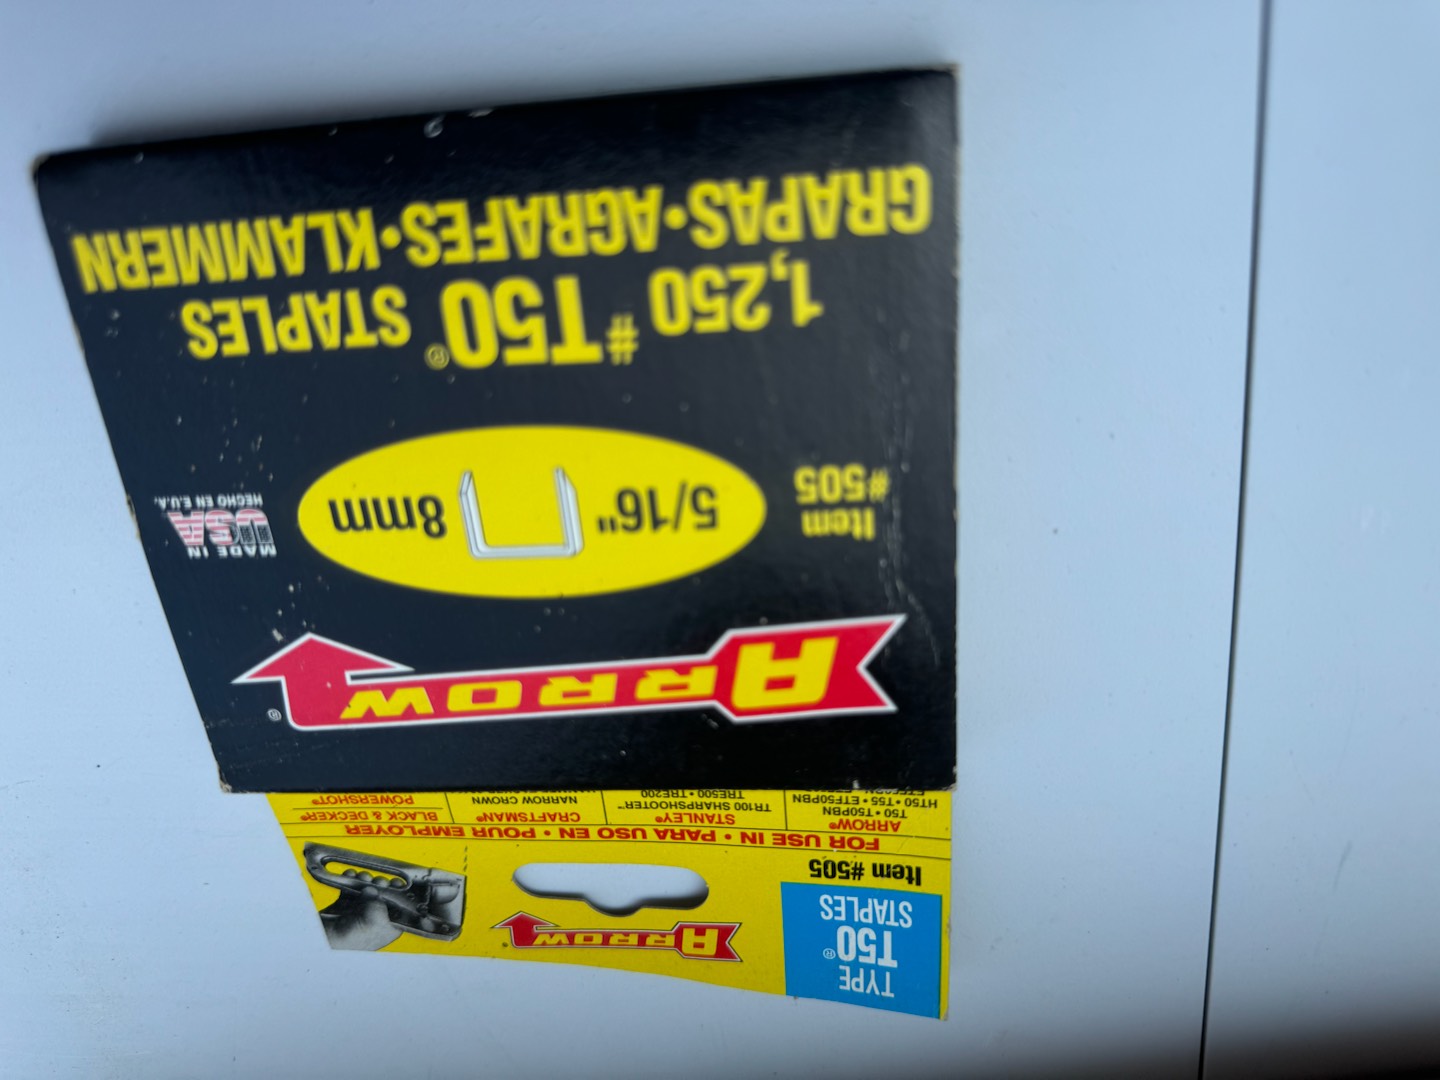 TYPE
T50®
STAPLES
Item #505
ARROW
®
FOR USE IN • PARA USO EN • POUR EMPLOYER
ARROW®
T50 • T50PBN
HT50 • T55 • ETF50PBN
STANLEY®
TR100 SHARPSHOOTER™
TRE500 • TRE200
CRAFTSMAN®
NARROW CROWN
BLACK & DECKER®
POWERSHOT®
ARROW
®
Item
#505
5/16" 8mm
MADE IN
USA
HECHO EN E.U.A.
1,250 #T50® STAPLES
GRAPAS•AGRAFES•KLAMMERN